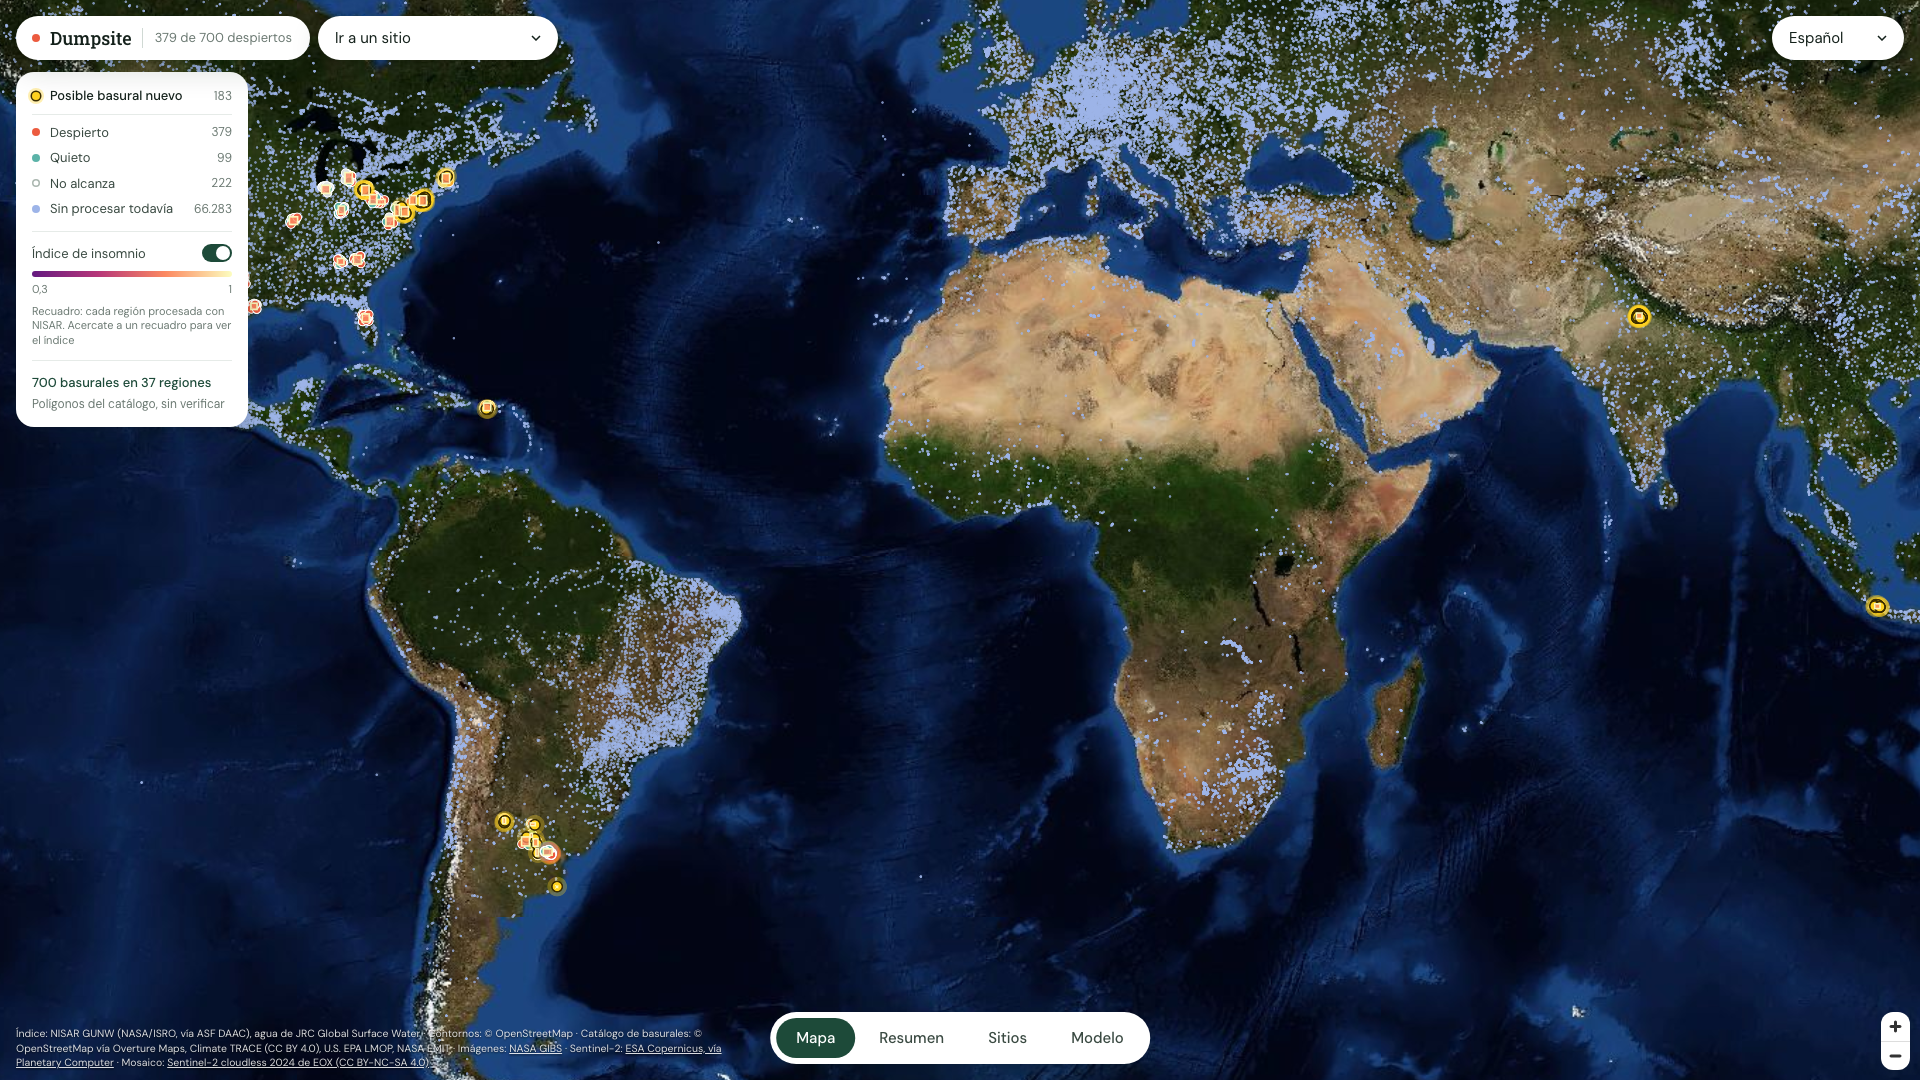 Dumpsite
379 de 700 despiertos
Ir a un sitio
Español
Posible basural nuevo 183
Despierto 379
Quieto 99
No alcanza 222
Sin procesar todavía 66.283
Índice de insomnio
0,3 1
Recuadro: cada región procesada con
NISAR. Acercate a un recuadro para ver
el índice
700 basurales en 37 regiones
Polígonos del catálogo, sin verificar
Índice: NISAR GUNW (NASA/ISRO, vía ASF DAAC), agua de JRC Global Surface Water · Contornos: © OpenStreetMap · Catálogo de basurales: ©
OpenStreetMap vía Overture Maps, Climate TRACE (CC BY 4.0), U.S. EPA LMOP, NASA EMIT · Imágenes: NASA GIBS · Sentinel-2: ESA Copernicus, vía
Planetary Computer · Mosaico: Sentinel-2 cloudless 2024 de EOX (CC BY-NC-SA 4.0)
Mapa
Resumen
Sitios
Modelo